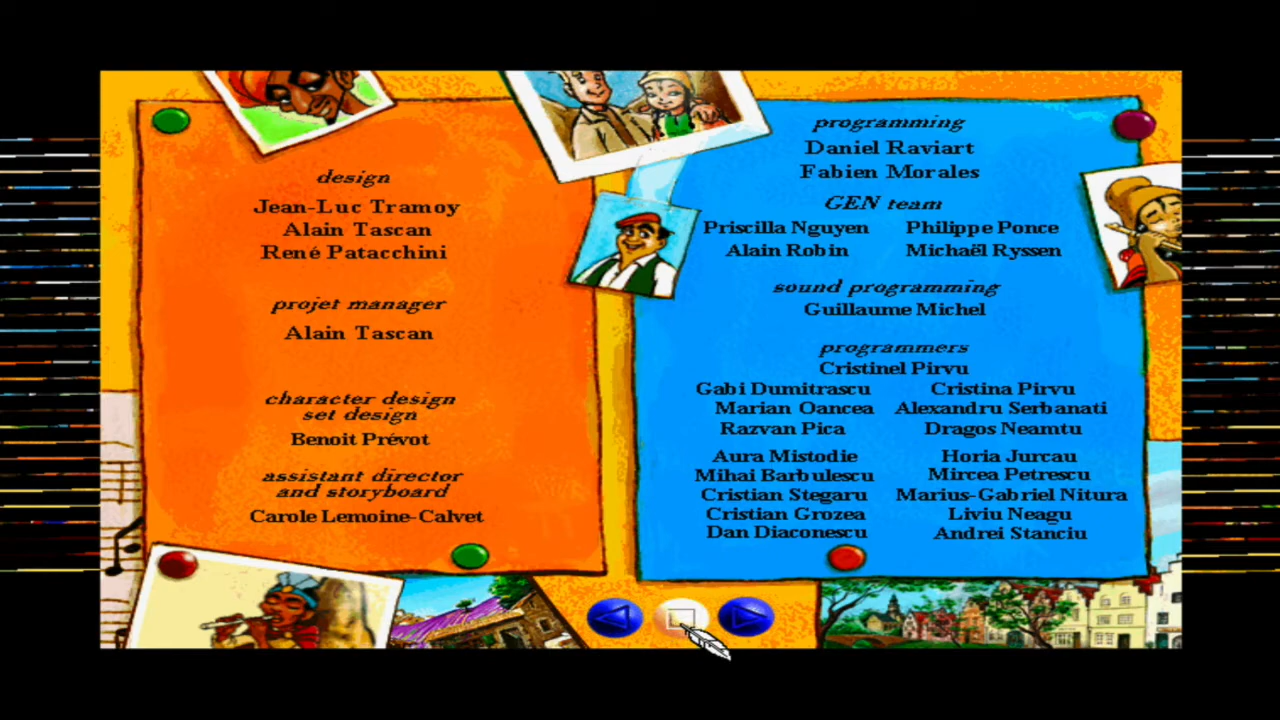 design
Jean-Luc Tramoy
Alain Tascan
René Patacchini
projet manager
Alain Tascan
character design
set design
Benoit Prévot
assistant director
and storyboard
Carole Lemoine-Calvet
programming
Daniel Raviart
Fabien Morales
GEN team
Priscilla Nguyen Philippe Ponce
Alain Robin Michaël Ryssen
sound programming
Guillaume Michel
programmers
Cristinel Pirvu
Gabi Dumitrascu Cristina Pirvu
Marian Oancea Alexandru Serbanati
Razvan Pica Dragos Neamtu
Aura Mistodie Horia Jurcau
Mihai Barbulescu Mircea Petrescu
Cristian Stegaru Marius-Gabriel Nitura
Cristian Grozea Liviu Neagu
Dan Diaconescu Andrei Stanciu